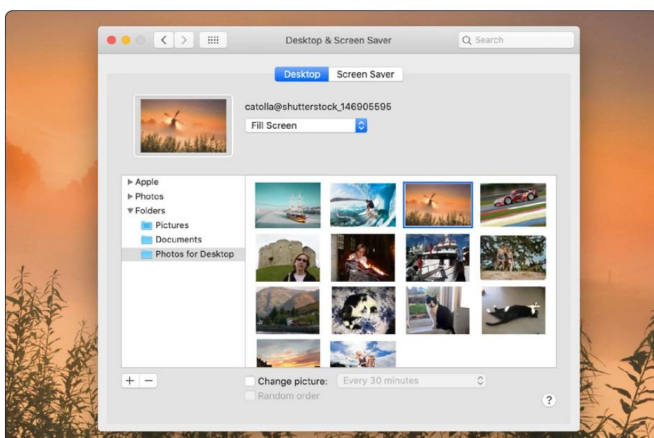 Desktop & Screen Saver
Search
Desktop Screen Saver
catolla@shutterstock_146905595
Fill Screen
Apple
Photos
Folders
Pictures
Documents
Photos for Desktop
+ −
Change picture: Every 30 minutes
Random order
?